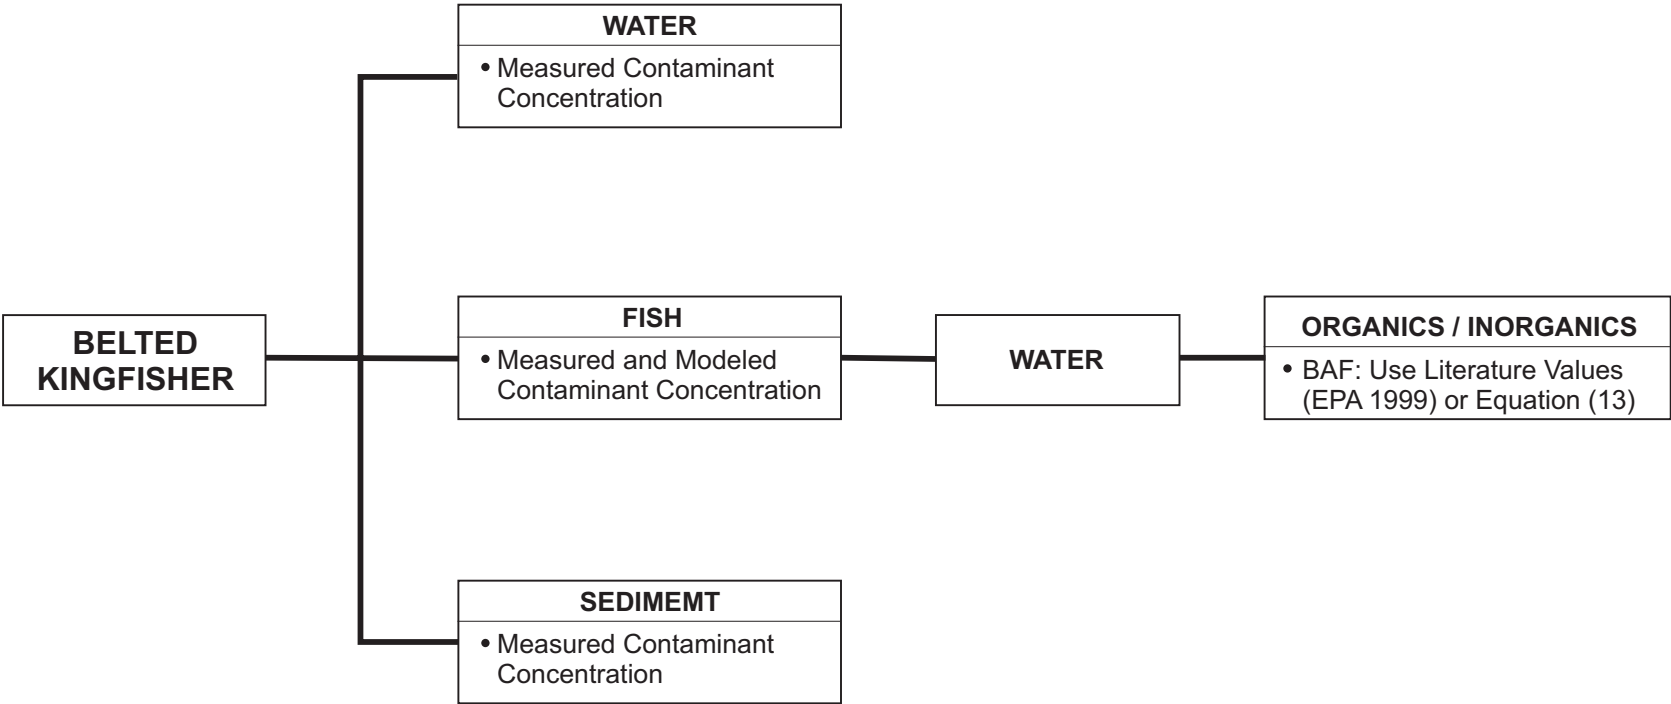 WATER
• Measured Contaminant
Concentration
BELTED
KINGFISHER
FISH
• Measured and Modeled
Contaminant Concentration
WATER
ORGANICS / INORGANICS
• BAF: Use Literature Values
(EPA 1999) or Equation (13)
SEDIMEMT
• Measured Contaminant
Concentration